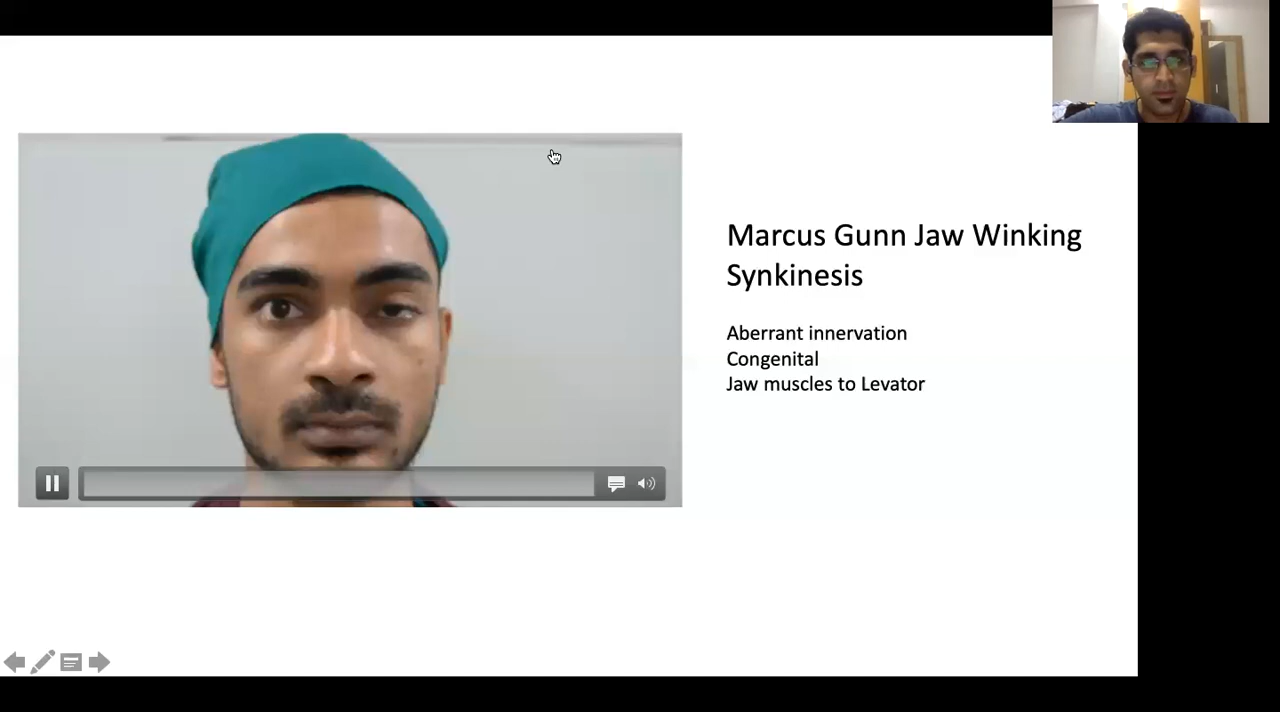 Marcus Gunn Jaw Winking
Synkinesis
Aberrant innervation
Congenital
Jaw muscles to Levator